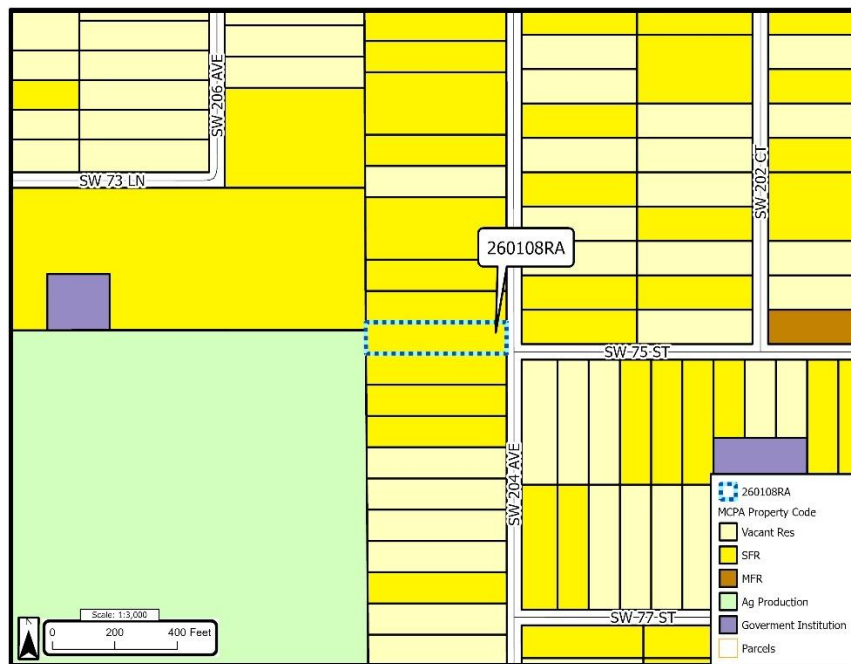 SW 206 AVE
SW 73 LN
SW 202 CT
260108RA
SW 75 ST
SW 204 AVE
SW 77 ST
260108RA
MCPA Property Code
Vacant Res
SFR
MFR
Ag Production
Goverment Institution
Parcels
Scale: 1:3,000
0 200 400 Feet